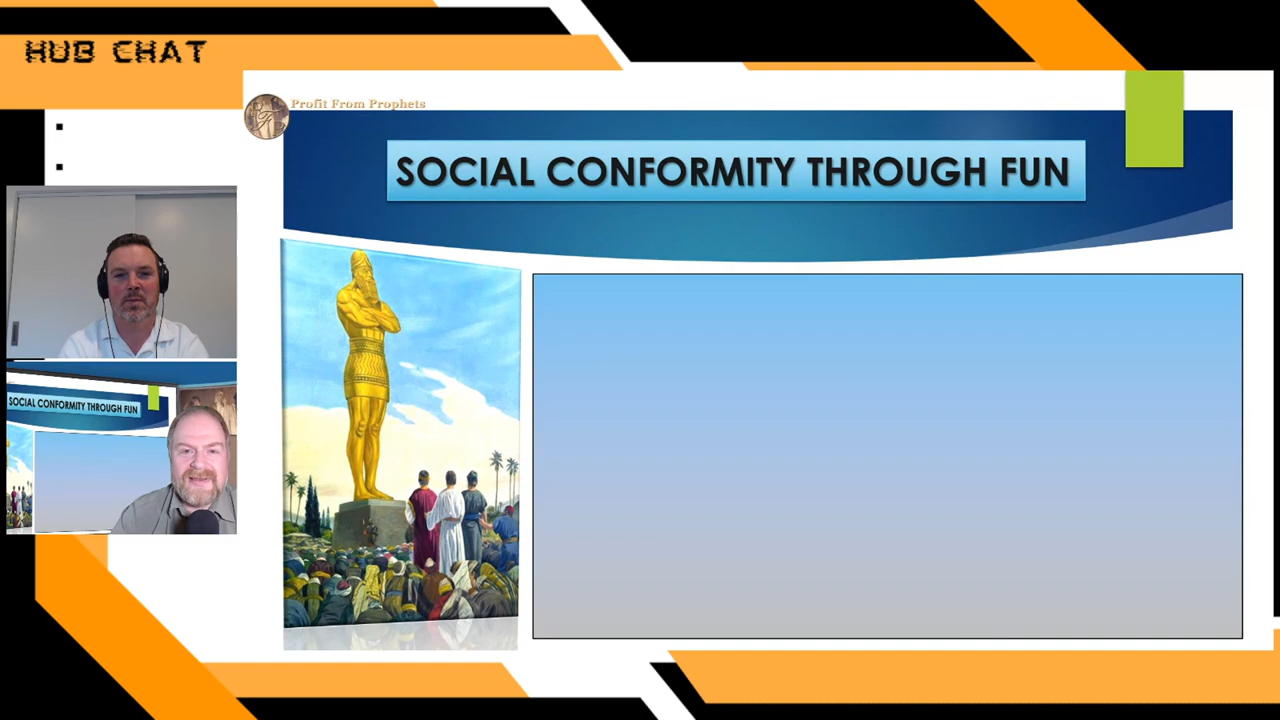 HUB CHAT
Profit From Prophets
SOCIAL CONFORMITY THROUGH FUN
SOCIAL CONFORMITY THROUGH FUN